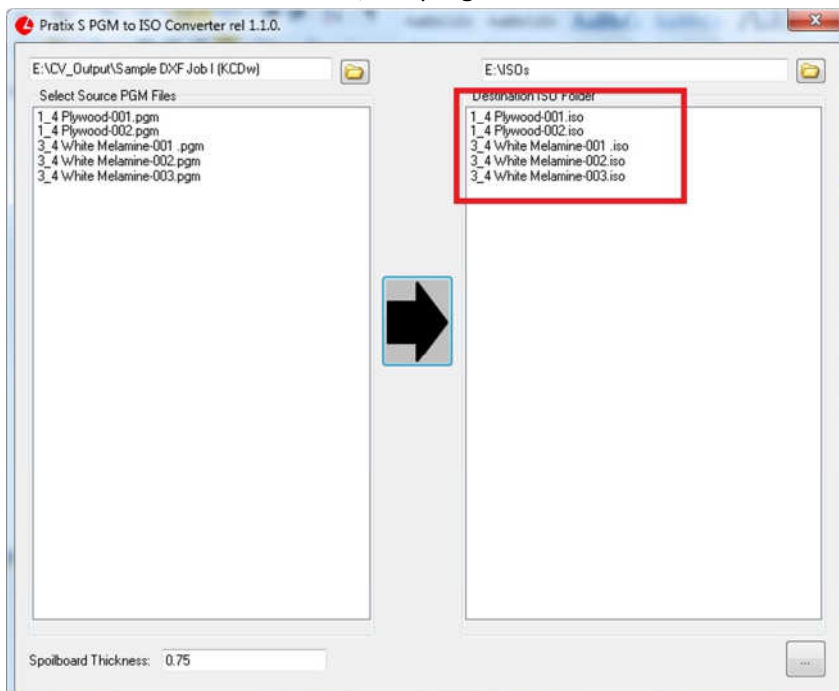 Pratix S PGM to ISO Converter rel 1.1.0.
E:\CV_Output\Sample DXF Job I (KCDw)
E:\ISOs
Select Source PGM Files
Destination ISO Folder
1_4 Plywood-001.pgm
1_4 Plywood-002.pgm
3_4 White Melamine-001 .pgm
3_4 White Melamine-002.pgm
3_4 White Melamine-003.pgm
1_4 Plywood-001.iso
1_4 Plywood-002.iso
3_4 White Melamine-001 .iso
3_4 White Melamine-002.iso
3_4 White Melamine-003.iso
Spoilboard Thickness: 0.75
...